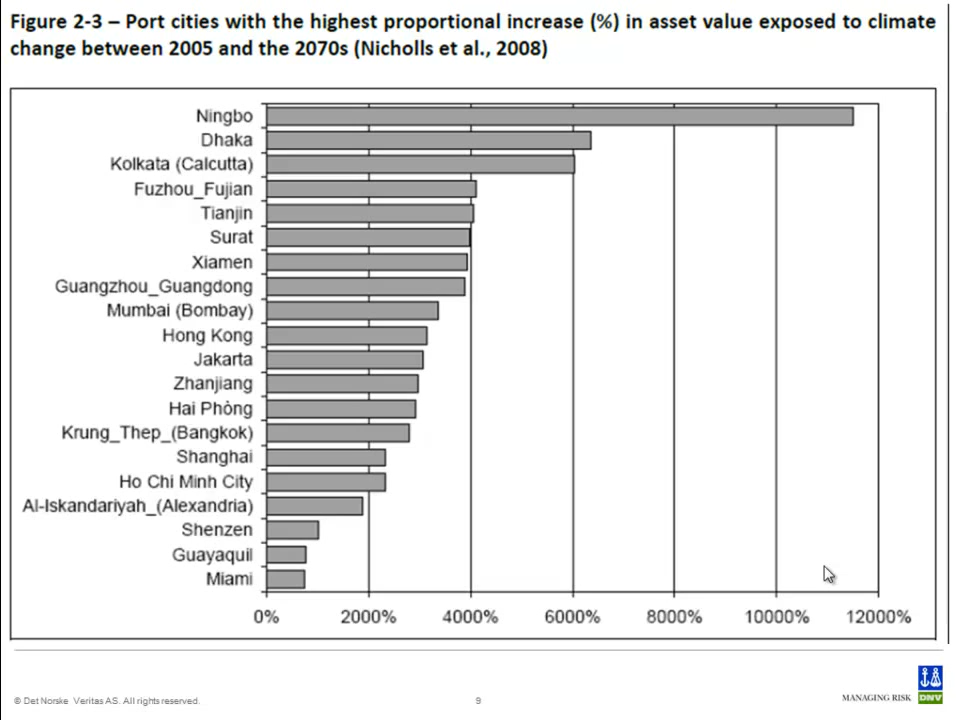 Figure 2-3 – Port cities with the highest proportional increase (%) in asset value exposed to climate
change between 2005 and the 2070s (Nicholls et al., 2008)
Ningbo
Dhaka
Kolkata (Calcutta)
Fuzhou_Fujian
Tianjin
Surat
Xiamen
Guangzhou_Guangdong
Mumbai (Bombay)
Hong Kong
Jakarta
Zhanjiang
Hai Phòng
Krung_Thep_(Bangkok)
Shanghai
Ho Chi Minh City
Al-Iskandariyah_(Alexandria)
Shenzen
Guayaquil
Miami
0% 2000% 4000% 6000% 8000% 10000% 12000%
© Det Norske Veritas AS. All rights reserved.
9
MANAGING RISK
DNV